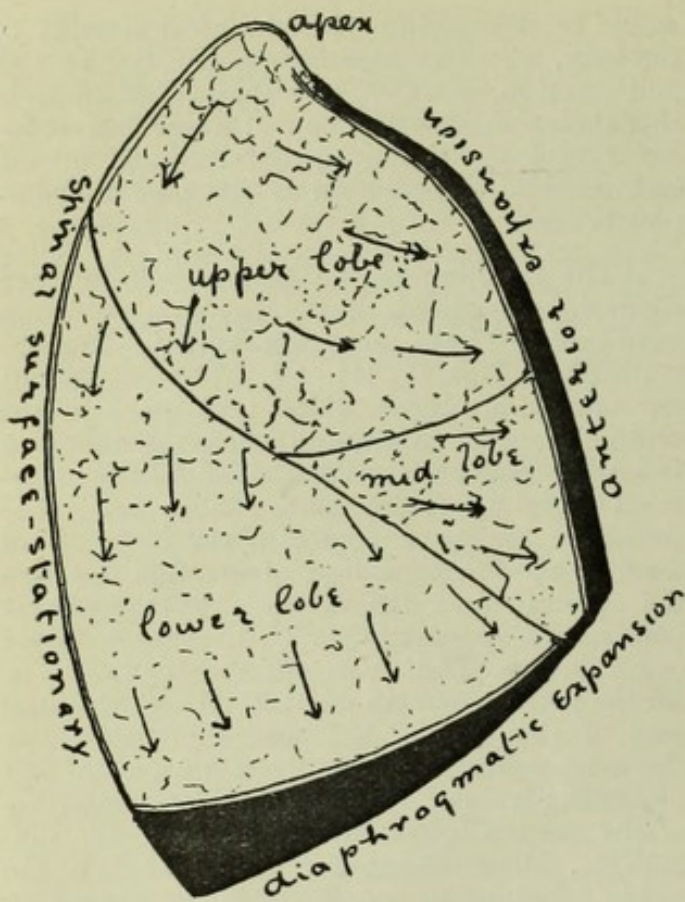 apex
anterior expansion
spinal surface-stationary.
upper lobe
mid lobe
lower lobe
diaphragmatic expansion